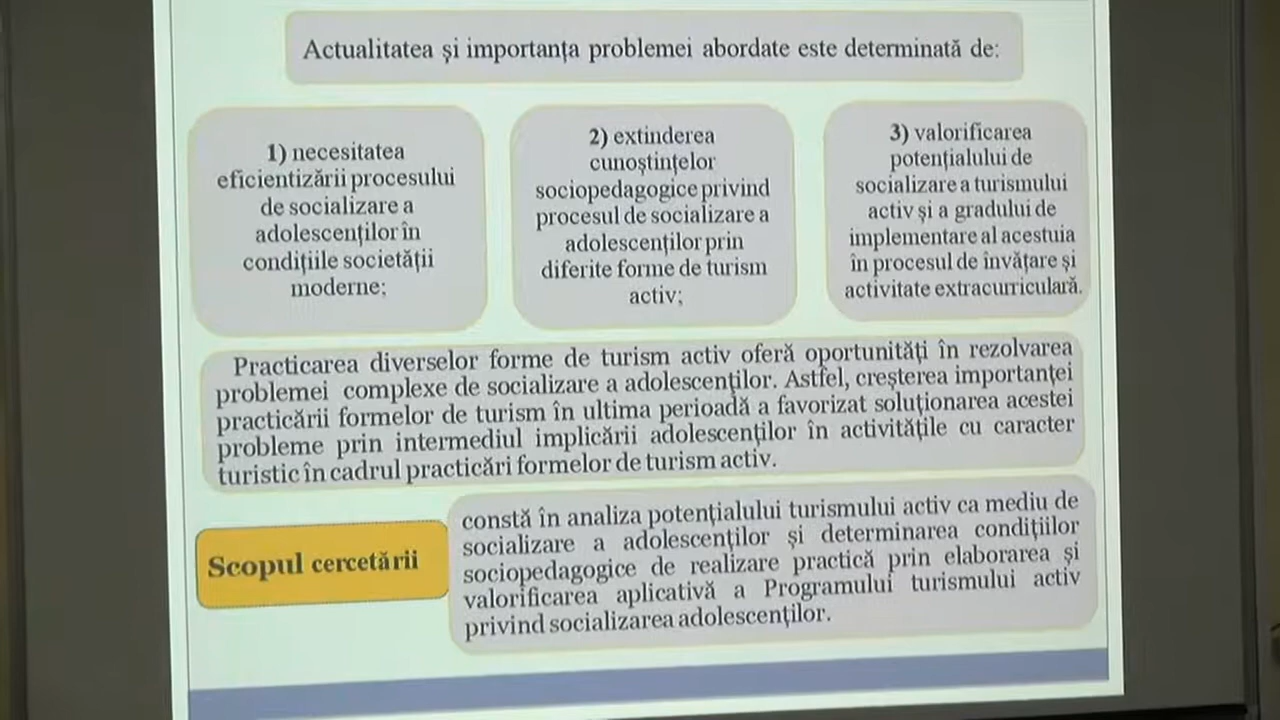 Actualitatea și importanța problemei abordate este determinată de:
1) necesitatea
eficientizării procesului
de socializare a
adolescenților în
condițiile societății
moderne;
2) extinderea
cunoștințelor
sociopedagogice privind
procesul de socializare a
adolescenților prin
diferite forme de turism
activ;
3) valorificarea
potențialului de
socializare a turismului
activ și a gradului de
implementare al acestuia
în procesul de învățare și
activitate extracurriculară.
Practicarea diverselor forme de turism activ oferă oportunități în rezolvarea
problemei complexe de socializare a adolescenților. Astfel, creșterea importanței
practicării formelor de turism în ultima perioadă a favorizat soluționarea acestei
probleme prin intermediul implicării adolescenților în activitățile cu caracter
turistic în cadrul practicări formelor de turism activ.
Scopul cercetării
constă în analiza potențialului turismului activ ca mediu de
socializare a adolescenților și determinarea condițiilor
sociopedagogice de realizare practică prin elaborarea și
valorificarea aplicativă a Programului turismului activ
privind socializarea adolescenților.